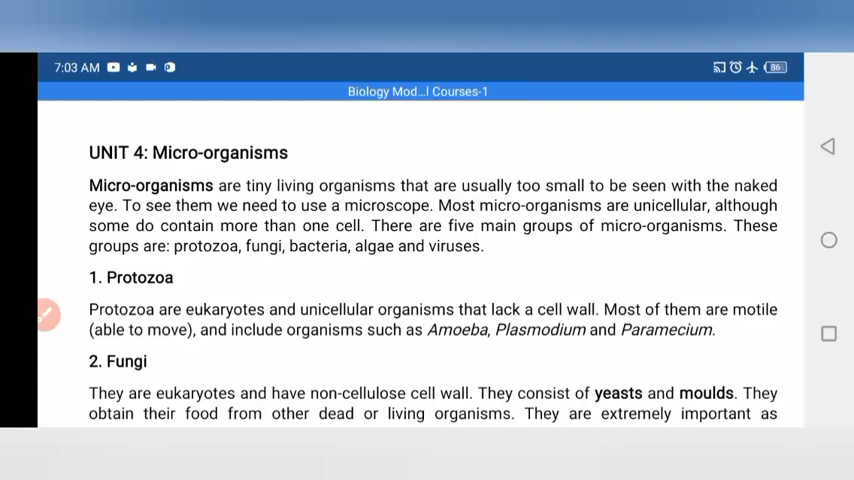 7:03 AM
86
Biology Mod...l Courses-1
UNIT 4: Micro-organisms
Micro-organisms are tiny living organisms that are usually too small to be seen with the naked
eye. To see them we need to use a microscope. Most micro-organisms are unicellular, although
some do contain more than one cell. There are five main groups of micro-organisms. These
groups are: protozoa, fungi, bacteria, algae and viruses.
1. Protozoa
Protozoa are eukaryotes and unicellular organisms that lack a cell wall. Most of them are motile
(able to move), and include organisms such as Amoeba, Plasmodium and Paramecium.
2. Fungi
They are eukaryotes and have non-cellulose cell wall. They consist of yeasts and moulds. They
obtain their food from other dead or living organisms. They are extremely important as